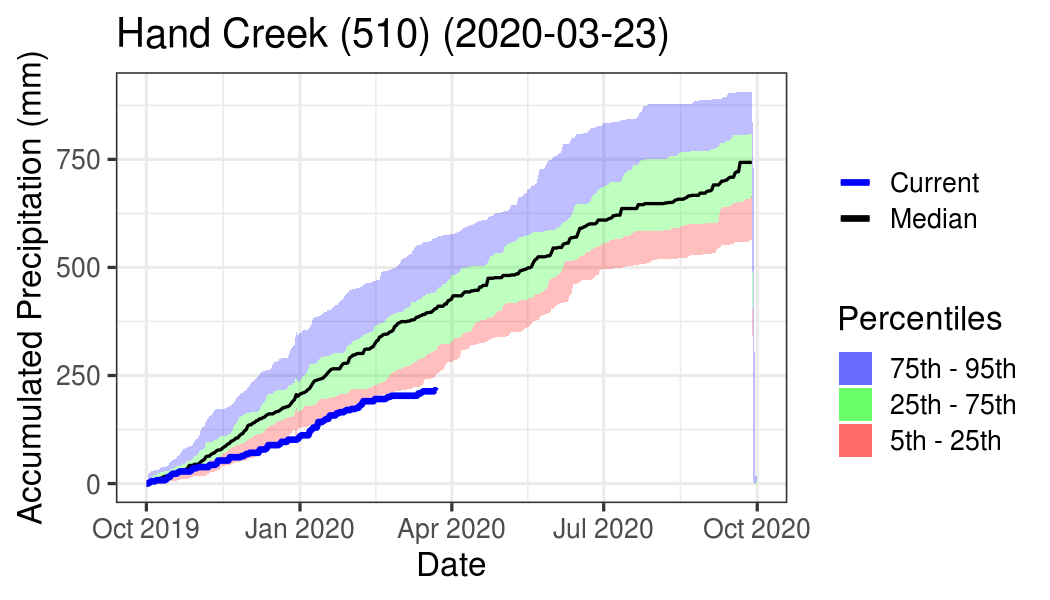 Hand Creek (510) (2020-03-23)
Accumulated Precipitation (mm)
750
500
250
0
Oct 2019
Jan 2020
Apr 2020
Jul 2020
Oct 2020
Date
Current
Median
Percentiles
75th - 95th
25th - 75th
5th - 25th